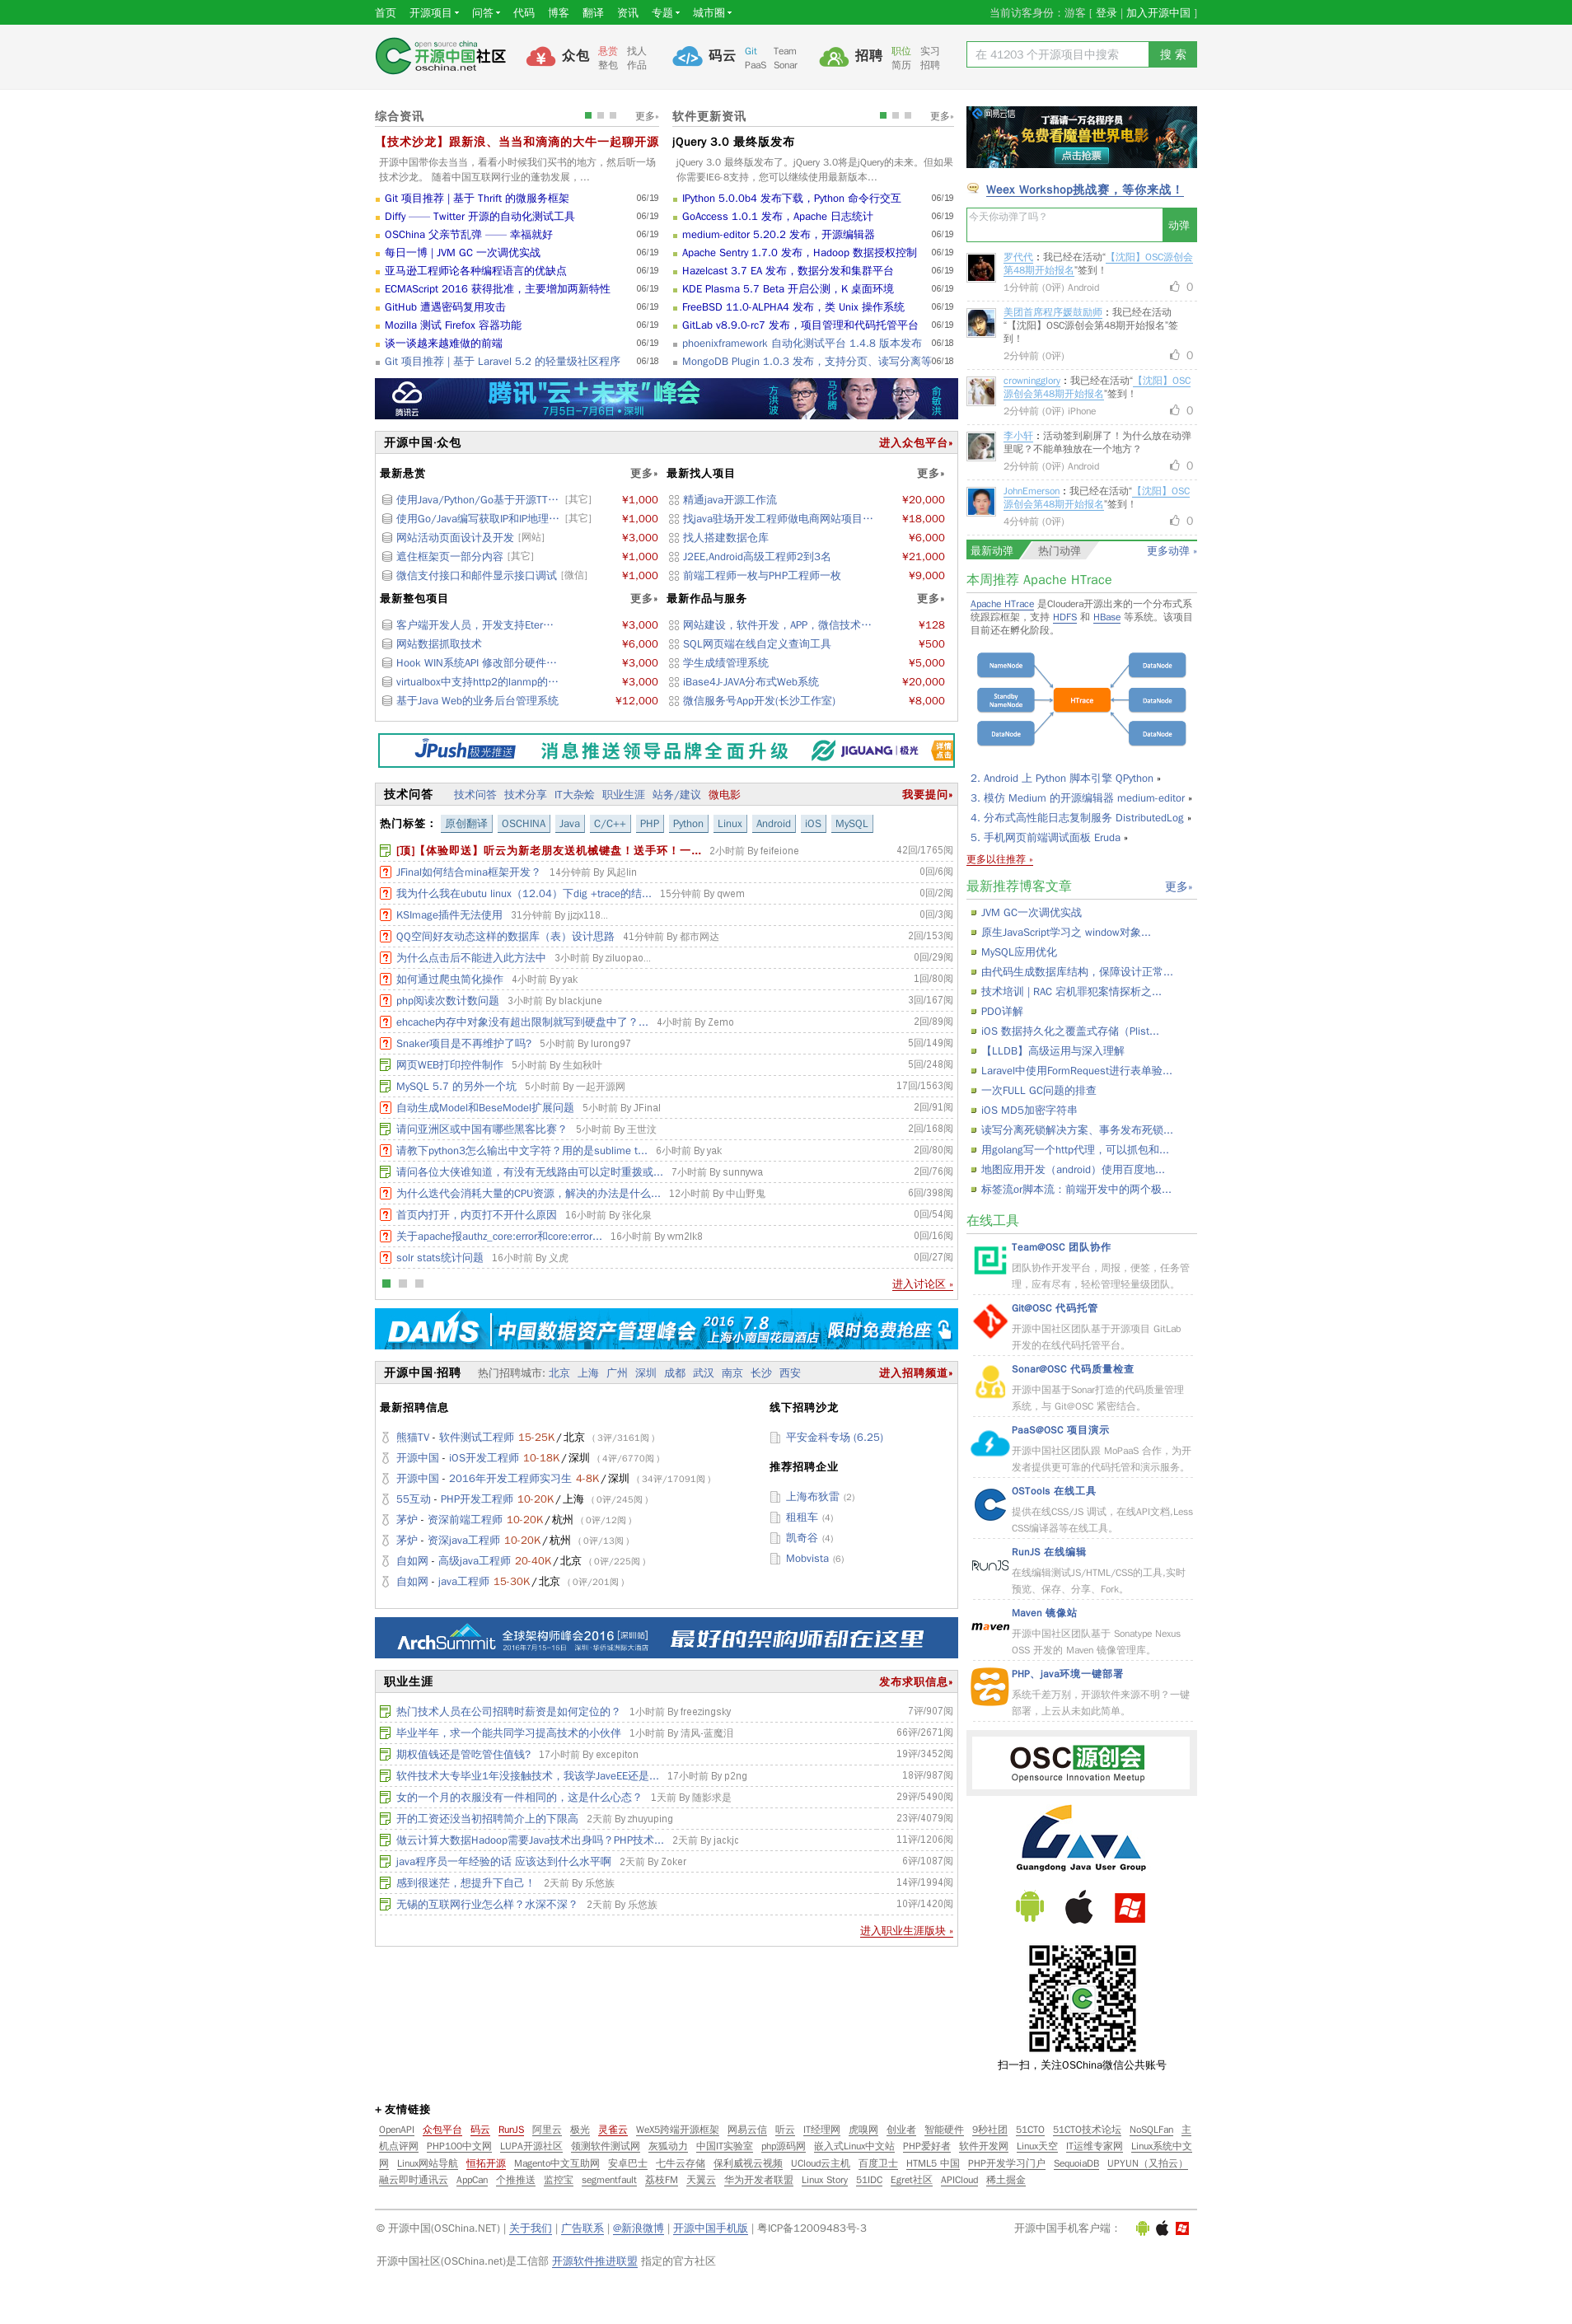 首页 开源项目 问答 代码 博客 翻译 资讯 专题 城市圈
当前访客身份：游客 [ 登录 | 加入开源中国 ]
open source china
开源中国社区
oschina.net
众包 悬赏 找人
整包 作品
码云 Git Team
PaaS Sonar
招聘 职位 实习
简历 招聘
在 41203 个开源项目中搜索 搜 索
综合资讯 更多»
【技术沙龙】跟新浪、当当和滴滴的大牛一起聊开源
开源中国带你去当当，看看小时候我们买书的地方，然后听一场
技术沙龙。 随着中国互联网行业的蓬勃发展，...
Git 项目推荐 | 基于 Thrift 的微服务框架 06/19
Diffy —— Twitter 开源的自动化测试工具 06/19
OSChina 父亲节乱弹 —— 幸福就好 06/19
每日一博 | JVM GC 一次调优实战 06/19
亚马逊工程师论各种编程语言的优缺点 06/19
ECMAScript 2016 获得批准，主要增加两新特性 06/19
GitHub 遭遇密码复用攻击 06/19
Mozilla 测试 Firefox 容器功能 06/19
谈一谈越来越难做的前端 06/19
Git 项目推荐 | 基于 Laravel 5.2 的轻量级社区程序 06/18
软件更新资讯 更多»
jQuery 3.0 最终版发布
jQuery 3.0 最终版发布了。jQuery 3.0将是jQuery的未来。但如果
你需要IE6-8支持，您可以继续使用最新版本...
IPython 5.0.0b4 发布下载，Python 命令行交互 06/19
GoAccess 1.0.1 发布，Apache 日志统计 06/19
medium-editor 5.20.2 发布，开源编辑器 06/19
Apache Sentry 1.7.0 发布，Hadoop 数据授权控制 06/19
Hazelcast 3.7 EA 发布，数据分发和集群平台 06/19
KDE Plasma 5.7 Beta 开启公测，K 桌面环境 06/19
FreeBSD 11.0-ALPHA4 发布，类 Unix 操作系统 06/19
GitLab v8.9.0-rc7 发布，项目管理和代码托管平台 06/19
phoenixframework 自动化测试平台 1.4.8 版本发布 06/18
MongoDB Plugin 1.0.3 发布，支持分页、读写分离等 06/18
腾讯云
腾讯"云+未来"峰会
7月5日-7月6日·深圳
方洪波 马化腾 俞敏洪
开源中国·众包 进入众包平台»
最新悬赏 更多»
使用Java/Python/Go基于开源TT… [其它] ¥1,000
使用Go/Java编写获取IP和IP地理… [其它] ¥1,000
网站活动页面设计及开发 [网站] ¥3,000
遮住框架页一部分内容 [其它] ¥1,000
微信支付接口和邮件显示接口调试 [微信] ¥1,000
最新找人项目 更多»
精通java开源工作流 ¥20,000
找java驻场开发工程师做电商网站项目… ¥18,000
找人搭建数据仓库 ¥6,000
J2EE,Android高级工程师2到3名 ¥21,000
前端工程师一枚与PHP工程师一枚 ¥9,000
最新整包项目 更多»
客户端开发人员，开发支持Eter… ¥3,000
网站数据抓取技术 ¥6,000
Hook WIN系统API 修改部分硬件… ¥3,000
virtualbox中支持http2的lanmp的… ¥3,000
基于Java Web的业务后台管理系统 ¥12,000
最新作品与服务 更多»
网站建设，软件开发，APP，微信技术… ¥128
SQL网页端在线自定义查询工具 ¥500
学生成绩管理系统 ¥5,000
iBase4J-JAVA分布式Web系统 ¥20,000
微信服务号App开发(长沙工作室) ¥8,000
JPush 极光推送 消息推送领导品牌全面升级 JIGUANG | 极光 详情点击
技术问答 技术问答 技术分享 IT大杂烩 职业生涯 站务/建议 微电影 我要提问»
热门标签： 原创翻译 OSCHINA Java C/C++ PHP Python Linux Android iOS MySQL
[顶]【体验即送】听云为新老朋友送机械键盘！送手环！一... 2小时前 By feifeione 42回/1765阅
JFinal如何结合mina框架开发？ 14分钟前 By 风起lin 0回/6阅
我为什么我在ubutu linux（12.04）下dig +trace的结... 15分钟前 By qwem 0回/2阅
KSImage插件无法使用 31分钟前 By jjzjx118... 0回/3阅
QQ空间好友动态这样的数据库（表）设计思路 41分钟前 By 都市网达 2回/153阅
为什么点击后不能进入此方法中 3小时前 By ziluopao... 0回/29阅
如何通过爬虫简化操作 4小时前 By yak 1回/80阅
php阅读次数计数问题 3小时前 By blackjune 3回/167阅
ehcache内存中对象没有超出限制就写到硬盘中了？... 4小时前 By Zemo 2回/89阅
Snaker项目是不再维护了吗? 5小时前 By lurong97 5回/149阅
网页WEB打印控件制作 5小时前 By 生如秋叶 5回/248阅
MySQL 5.7 的另外一个坑 5小时前 By 一起开源网 17回/1563阅
自动生成Model和BeseModel扩展问题 5小时前 By JFinal 2回/91阅
请问亚洲区或中国有哪些黑客比赛？ 5小时前 By 王世汶 2回/168阅
请教下python3怎么输出中文字符？用的是sublime t... 6小时前 By yak 2回/80阅
请问各位大侠谁知道，有没有无线路由可以定时重拨或... 7小时前 By sunnywa 2回/76阅
为什么迭代会消耗大量的CPU资源，解决的办法是什么... 12小时前 By 中山野鬼 6回/398阅
首页内打开，内页打不开什么原因 16小时前 By 张化泉 0回/54阅
关于apache报authz_core:error和core:error... 16小时前 By wm2lk8 0回/16阅
solr stats统计问题 16小时前 By 义虎 0回/27阅
进入讨论区 »
DAMS 中国数据资产管理峰会 2016 7.8 上海小南国花园酒店 限时免费抢座
开源中国·招聘 热门招聘城市: 北京 上海 广州 深圳 成都 武汉 南京 长沙 西安 进入招聘频道»
最新招聘信息
熊猫TV - 软件测试工程师 15-25K/北京 （3评/3161阅）
开源中国 - iOS开发工程师 10-18K/深圳 （4评/6770阅）
开源中国 - 2016年开发工程师实习生 4-8K/深圳 （34评/17091阅）
55互动 - PHP开发工程师 10-20K/上海 （0评/245阅）
茅炉 - 资深前端工程师 10-20K/杭州 （0评/12阅）
茅炉 - 资深java工程师 10-20K/杭州 （0评/13阅）
自如网 - 高级java工程师 20-40K/北京 （0评/225阅）
自如网 - java工程师 15-30K/北京 （0评/201阅）
线下招聘沙龙
平安金科专场 (6.25)
推荐招聘企业
上海布狄雷 (2)
租租车 (4)
凯奇谷 (4)
Mobvista (6)
ArchSummit 全球架构师峰会2016 [深圳站] 最好的架构师都在这里
2016年7月15日-16日 深圳·华侨城洲际大酒店
职业生涯 发布求职信息»
热门技术人员在公司招聘时薪资是如何定位的？ 1小时前 By freezingsky 7评/907阅
毕业半年，求一个能共同学习提高技术的小伙伴 1小时前 By 清风-蓝魔泪 66评/2671阅
期权值钱还是管吃管住值钱? 17小时前 By excepiton 19评/3452阅
软件技术大专毕业1年没接触技术，我该学JaveEE还是... 17小时前 By p2ng 18评/987阅
女的一个月的衣服没有一件相同的，这是什么心态？ 1天前 By 随影求是 29评/5490阅
开的工资还没当初招聘简介上的下限高 2天前 By zhuyuping 23评/4079阅
做云计算大数据Hadoop需要Java技术出身吗？PHP技术... 2天前 By jackjc 11评/1206阅
java程序员一年经验的话 应该达到什么水平啊 2天前 By Zoker 6评/1087阅
感到很迷茫，想提升下自己！ 2天前 By 乐悠族 14评/1994阅
无锡的互联网行业怎么样？水深不深？ 2天前 By 乐悠族 10评/1420阅
进入职业生涯版块 »
网易云信
丁磊请一万名程序员
免费看魔兽世界电影
点击抢票
Weex Workshop挑战赛，等你来战！
今天你动弹了吗？ 动弹
罗代代：我已经在活动“【沈阳】OSC源创会
第48期开始报名”签到！
1分钟前 (0评) Android 0
美团首席程序媛鼓励师：我已经在活动
“【沈阳】OSC源创会第48期开始报名”签
到！
2分钟前 (0评) 0
crowningglory：我已经在活动“【沈阳】OSC
源创会第48期开始报名”签到！
2分钟前 (0评) iPhone 0
李小轩：活动签到刷屏了！为什么放在动弹
里呢？不能单独放在一个地方？
2分钟前 (0评) Android 0
JohnEmerson：我已经在活动“【沈阳】OSC
源创会第48期开始报名”签到！
4分钟前 (0评) 0
最新动弹 热门动弹 更多动弹 »
本周推荐 Apache HTrace
Apache HTrace 是Cloudera开源出来的一个分布式系
统跟踪框架，支持 HDFS 和 HBase 等系统。该项目
目前还在孵化阶段。
NameNode DataNode
Standby NameNode HTrace DataNode
DataNode DataNode
2. Android 上 Python 脚本引擎 QPython »
3. 模仿 Medium 的开源编辑器 medium-editor »
4. 分布式高性能日志复制服务 DistributedLog »
5. 手机网页前端调试面板 Eruda »
更多以往推荐 »
最新推荐博客文章 更多»
JVM GC一次调优实战
原生JavaScript学习之 window对象...
MySQL应用优化
由代码生成数据库结构，保障设计正常...
技术培训 | RAC 宕机罪犯案情探析之...
PDO详解
iOS 数据持久化之覆盖式存储（Plist...
【LLDB】高级运用与深入理解
Laravel中使用FormRequest进行表单验...
一次FULL GC问题的排查
iOS MD5加密字符串
读写分离死锁解决方案、事务发布死锁...
用golang写一个http代理，可以抓包和...
地图应用开发（android）使用百度地...
标签流or脚本流：前端开发中的两个极...
在线工具
Team@OSC 团队协作
团队协作开发平台，周报，便签，任务管
理，应有尽有，轻松管理轻量级团队。
Git@OSC 代码托管
开源中国社区团队基于开源项目 GitLab
开发的在线代码托管平台。
Sonar@OSC 代码质量检查
开源中国基于Sonar打造的代码质量管理
系统，与 Git@OSC 紧密结合。
PaaS@OSC 项目演示
开源中国社区团队跟 MoPaaS 合作，为开
发者提供更可靠的代码托管和演示服务。
OSTools 在线工具
提供在线CSS/JS 调试，在线API文档,Less
CSS编译器等在线工具。
RunJS
RunJS 在线编辑
在线编辑测试JS/HTML/CSS的工具,实时
预览、保存、分享、Fork。
maven
Maven 镜像站
开源中国社区团队基于 Sonatype Nexus
OSS 开发的 Maven 镜像管理库。
PHP、java环境一键部署
系统千差万别，开源软件来源不明？一键
部署，上云从未如此简单。
OSC源创会
Opensource Innovation Meetup
GJAVA
Guangdong Java User Group
扫一扫，关注OSChina微信公共账号
+ 友情链接
OpenAPI 众包平台 码云 RunJS 阿里云 极光 灵雀云 WeX5跨端开源框架 网易云信 听云 IT经理网 虎嗅网 创业者 智能硬件 9秒社团 51CTO 51CTO技术论坛 NoSQLFan 主
机点评网 PHP100中文网 LUPA开源社区 领测软件测试网 灰狐动力 中国IT实验室 php源码网 嵌入式Linux中文站 PHP爱好者 软件开发网 Linux天空 IT运维专家网 Linux系统中文
网 Linux网站导航 恒拓开源 Magento中文互助网 安卓巴士 七牛云存储 保利威视云视频 UCloud云主机 百度卫士 HTML5 中国 PHP开发学习门户 SequoiaDB UPYUN（又拍云）
融云即时通讯云 AppCan 个推推送 监控宝 segmentfault 荔枝FM 天翼云 华为开发者联盟 Linux Story 51IDC Egret社区 APICloud 稀土掘金
© 开源中国(OSChina.NET) | 关于我们 | 广告联系 | @新浪微博 | 开源中国手机版 | 粤ICP备12009483号-3 开源中国手机客户端：
开源中国社区(OSChina.net)是工信部 开源软件推进联盟 指定的官方社区